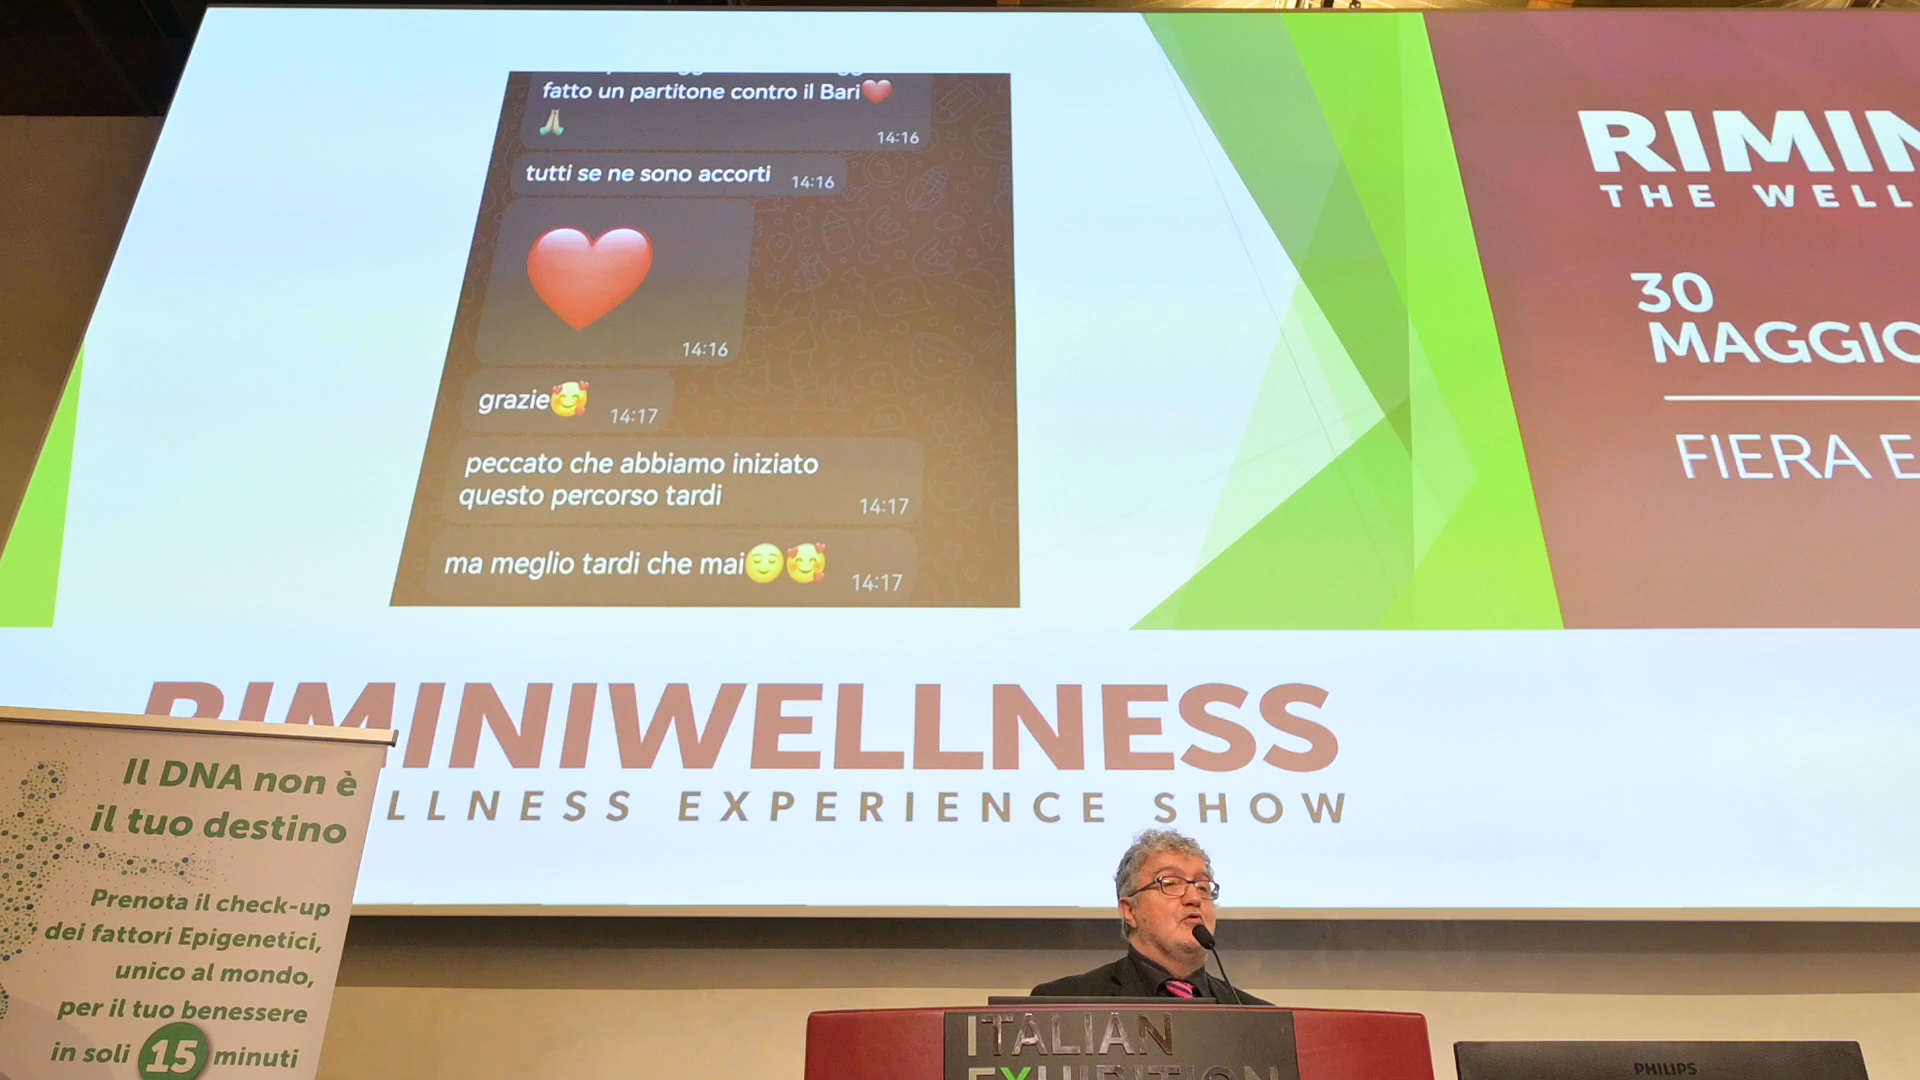 fatto un partitone contro il Bari❤️
🙏
14:16
tutti se ne sono accorti 14:16
❤️
14:16
grazie🥰 14:17
peccato che abbiamo iniziato
questo percorso tardi 14:17
ma meglio tardi che mai😌🥰 14:17
RIMIN
THE WELL
30
MAGGIO
FIERA E
RIMINIWELLNESS
LLNESS EXPERIENCE SHOW
Il DNA non è
il tuo destino
Prenota il check-up
dei fattori Epigenetici,
unico al mondo,
per il tuo benessere
in soli 15 minuti
ITALIAN
EXHIBITION
PHILIPS